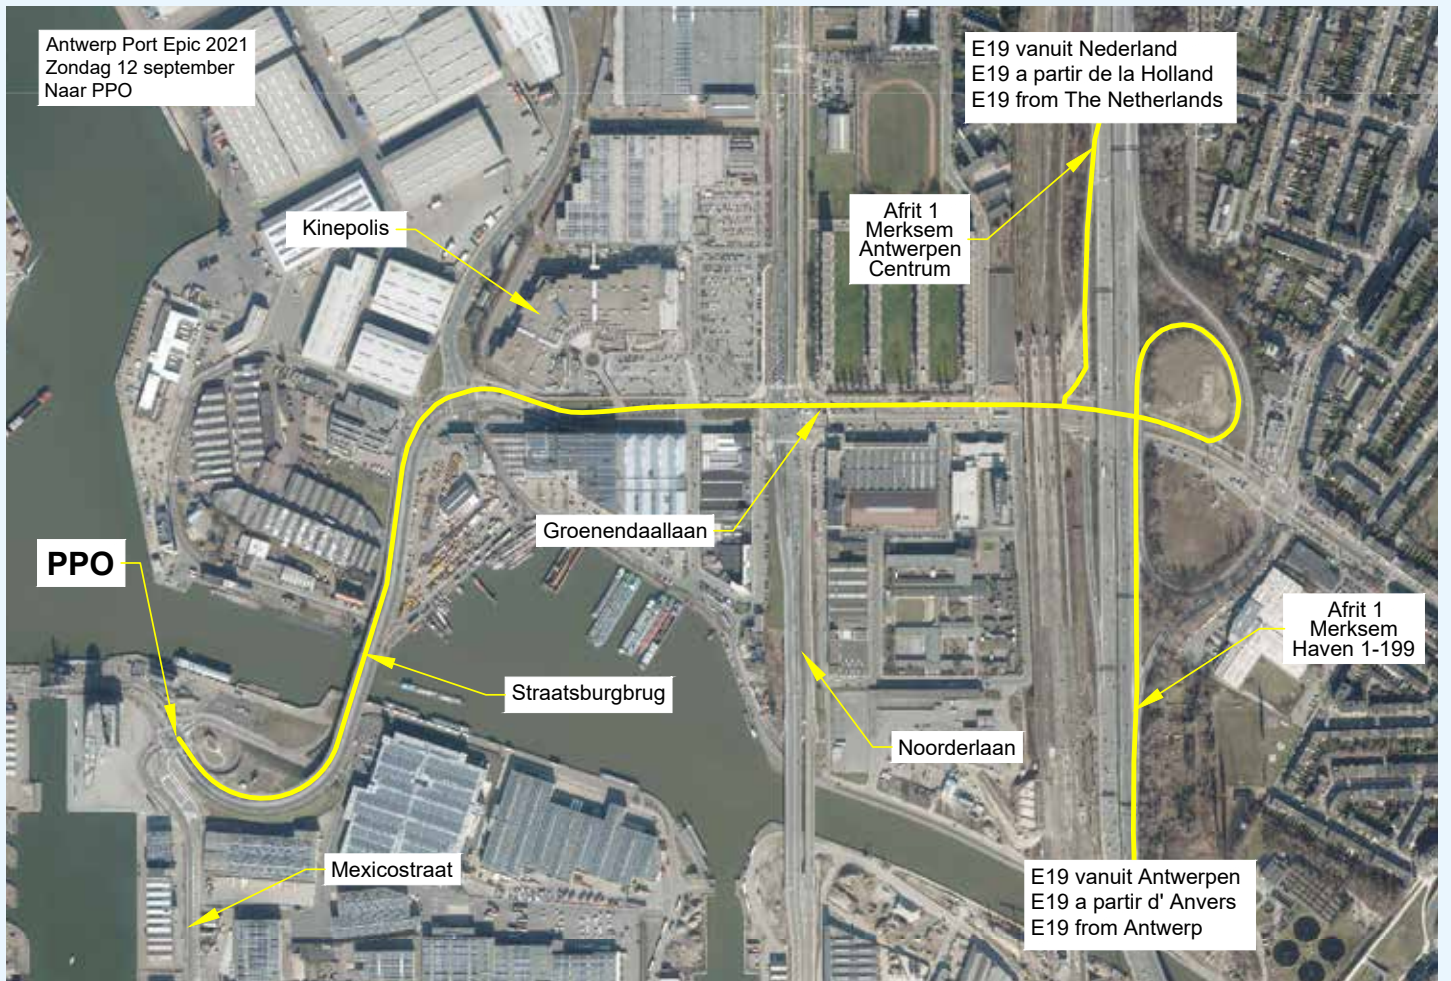 Antwerp Port Epic 2021
Zondag 12 september
Naar PPO
E19 vanuit Nederland
E19 a partir de la Holland
E19 from The Netherlands
Kinepolis
Afrit 1
Merksem
Antwerpen
Centrum
Groenendaallaan
PPO
Afrit 1
Merksem
Haven 1-199
Straatsburgbrug
Noorderlaan
Mexicostraat
E19 vanuit Antwerpen
E19 a partir d' Anvers
E19 from Antwerp